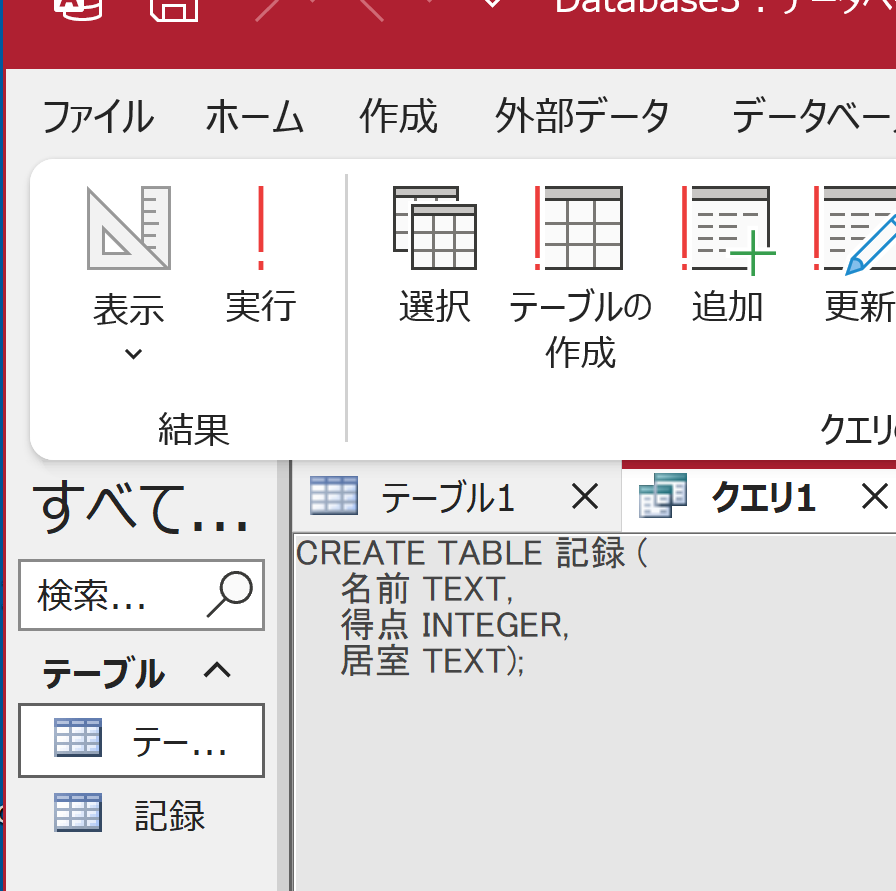 Database3 : データベ
ファイル ホーム 作成 外部データ データベー
表示 実行 選択 テーブルの 追加 更新
作成
結果 クエリの
すべて... テーブル1 クエリ1
検索...
テーブル
テー...
記録
CREATE TABLE 記録 (
名前 TEXT,
得点 INTEGER,
居室 TEXT);